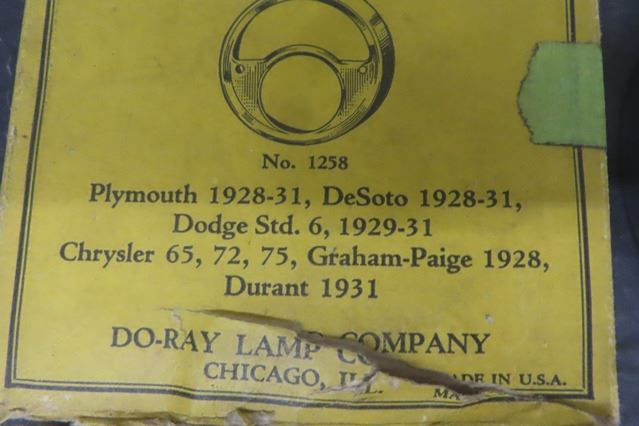 No. 1258
Plymouth 1928-31, DeSoto 1928-31,
Dodge Std. 6, 1929-31
Chrysler 65, 72, 75, Graham-Paige 1928,
Durant 1931
DO-RAY LAMP COMPANY
CHICAGO, ILL.
MADE IN U.S.A.